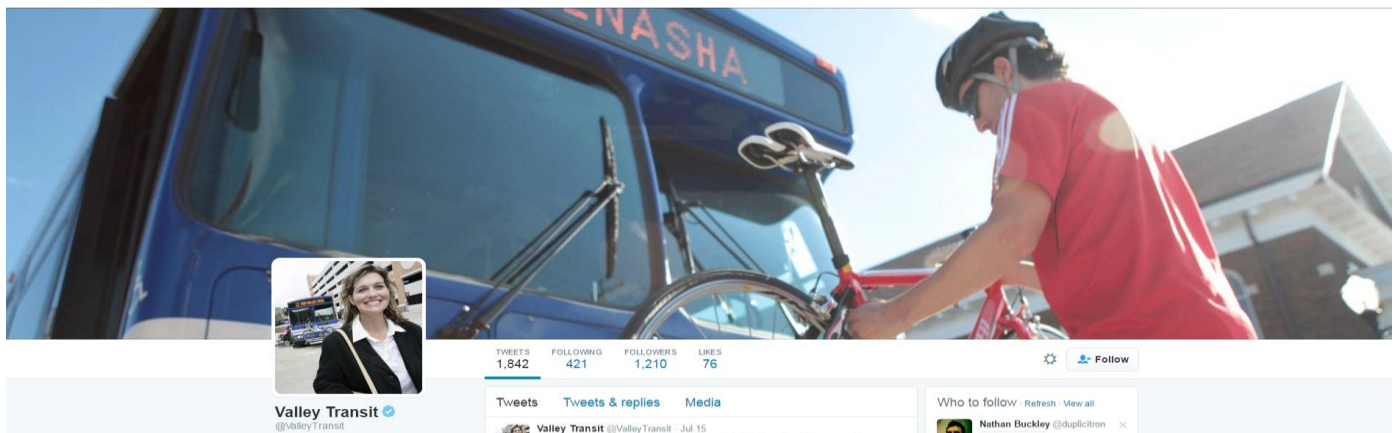 ENASHA
TWEETS FOLLOWING FOLLOWERS LIKES
1,842 421 1,210 76
Follow
Valley Transit
@ValleyTransit
Tweets Tweets & replies Media
Valley Transit @ValleyTransit · Jul 15
Who to follow · Refresh · View all
Nathan Buckley @duplicitron